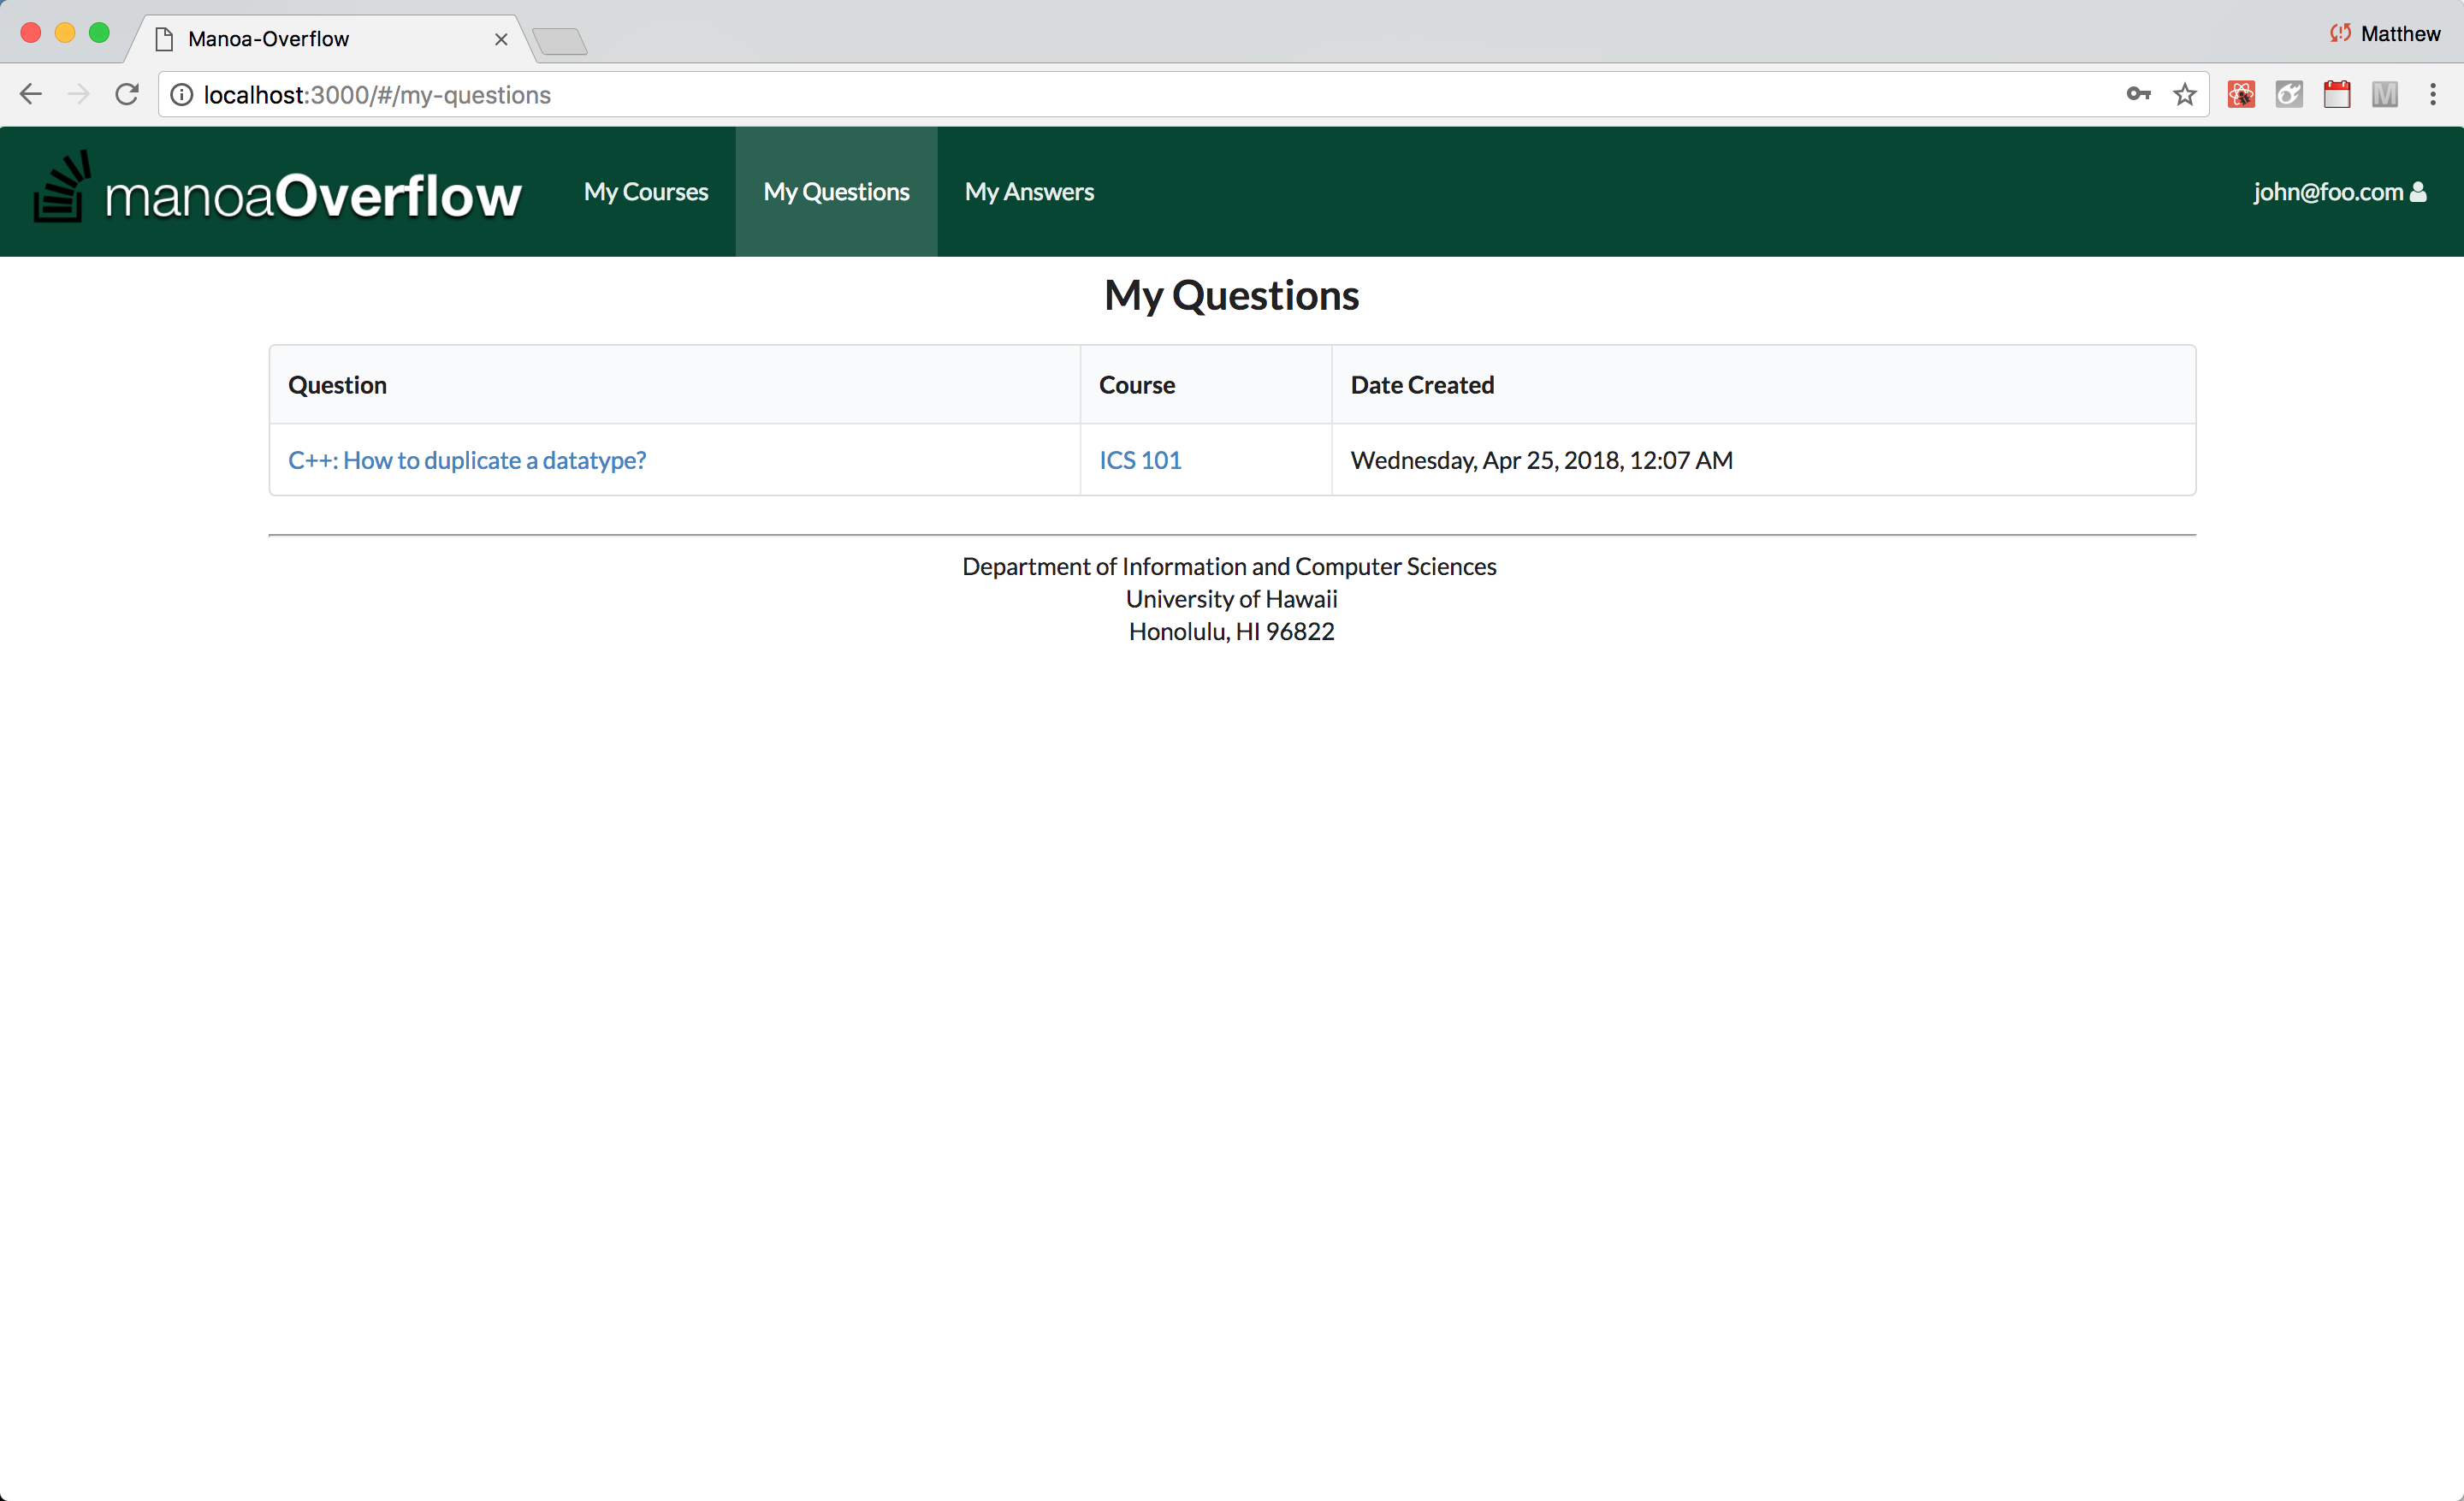 Manoa-Overflow
Matthew
localhost:3000/#/my-questions
M
manoaOverflow My Courses My Questions My Answers john@foo.com
My Questions
Question Course Date Created
C++: How to duplicate a datatype? ICS 101 Wednesday, Apr 25, 2018, 12:07 AM
Department of Information and Computer Sciences
University of Hawaii
Honolulu, HI 96822